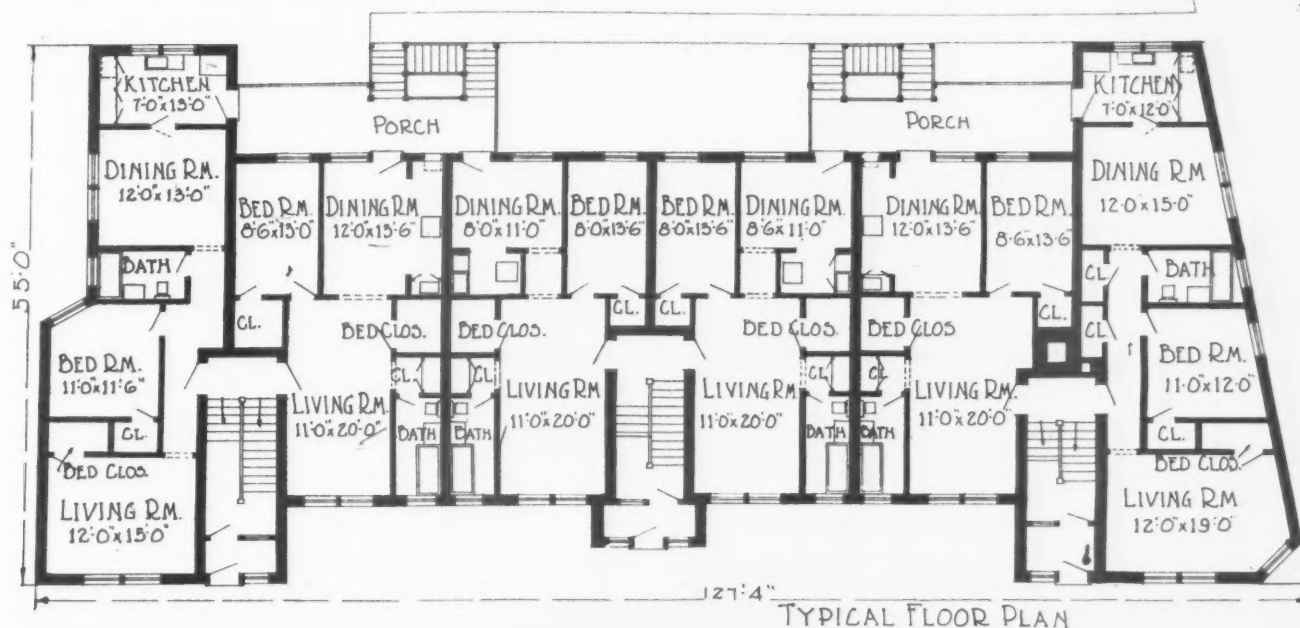 KITCHEN
7'-0"x13'-0"
PORCH
PORCH
KITCHEN
7'-0"x12'-0"
DINING RM.
12'-0"x13'-0"
BED RM.
8'-6"x13'-0"
DINING RM
12'-0"x13'-6"
DINING RM.
8'-0"x11'-0"
BED RM.
8'-0"x13'-6"
BED RM.
8'-0"x13'-6"
DINING RM.
8'-6"x11'-0"
DINING RM
12'-0"x13'-6"
BED RM.
8'-6"x13'-6"
DINING RM
12'-0"x15'-0"
55'-0"
BATH
CL.
BED CLOS.
BED CLOS.
CL.
CL.
BED CLOS.
BED CLOS
CL.
CL.
CL.
BATH
BED RM.
11'-0"x11'-6"
CL.
BED CLOS.
LIVING RM.
12'-0"x15'-0"
LIVING RM.
11'-0"x20'-0"
CL
BATH
CL
BATH
LIVING RM
11'-0"x20'-0"
LIVING RM.
11'-0"x20'-0"
CL
BATH
CL
BATH
LIVING RM
11'-0"x20'-0"
BED RM.
11'-0"x12'-0"
CL.
BED CLOS.
LIVING RM
12'-0"x19'-0"
127'-4"
TYPICAL FLOOR PLAN